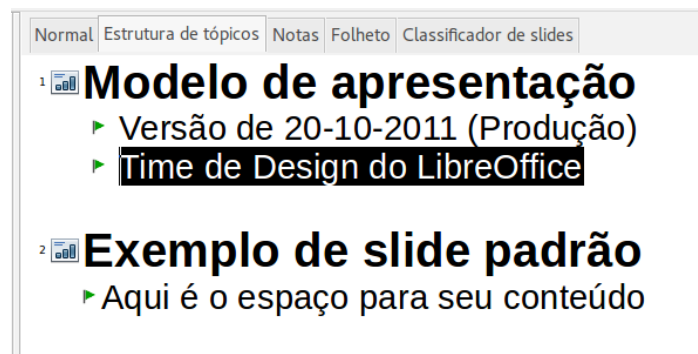 Normal Estrutura de tópicos Notas Folheto Classificador de slides
1 Modelo de apresentação
Versão de 20-10-2011 (Produção)
Time de Design do LibreOffice
2 Exemplo de slide padrão
Aqui é o espaço para seu conteúdo